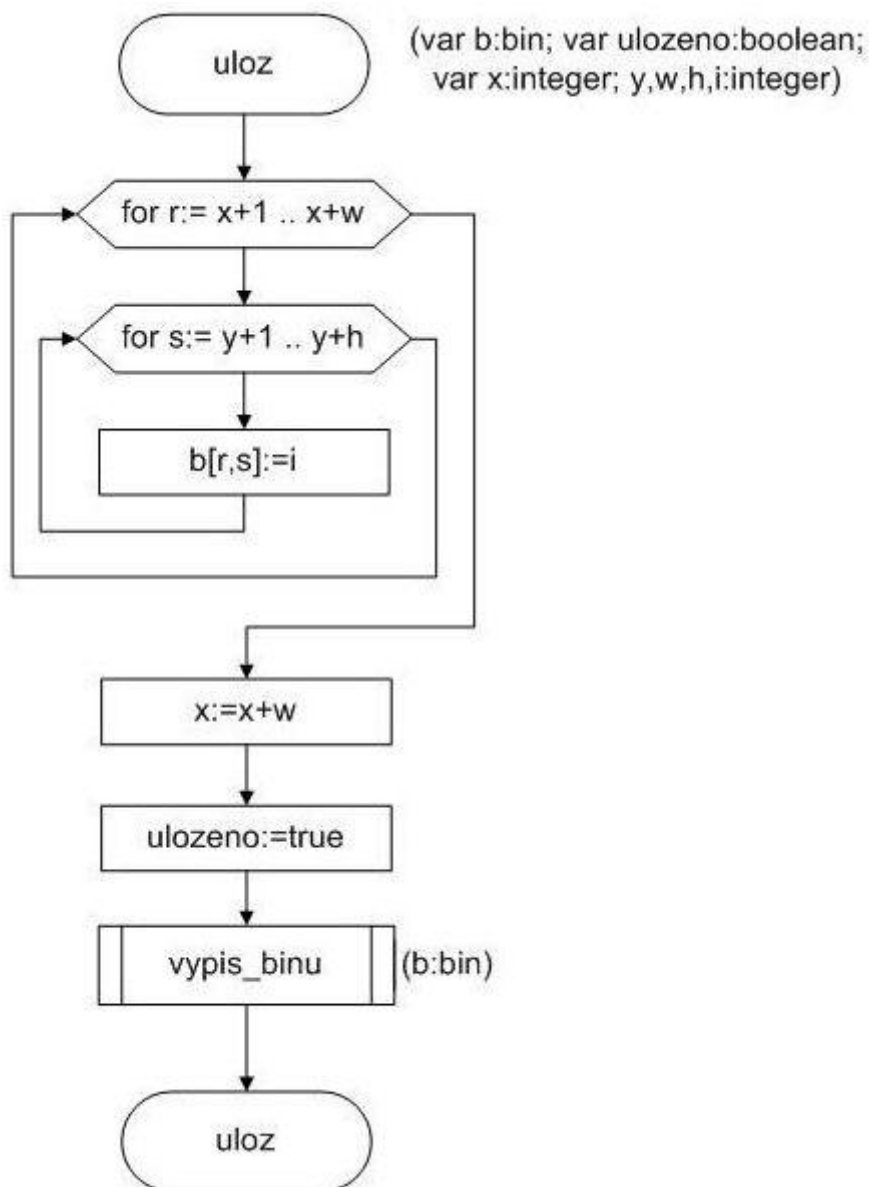 uloz
(var b:bin; var ulozeno:boolean;
var x:integer; y,w,h,i:integer)
for r:= x+1 .. x+w
for s:= y+1 .. y+h
b[r,s]:=i
x:=x+w
ulozeno:=true
vypis_binu
(b:bin)
uloz